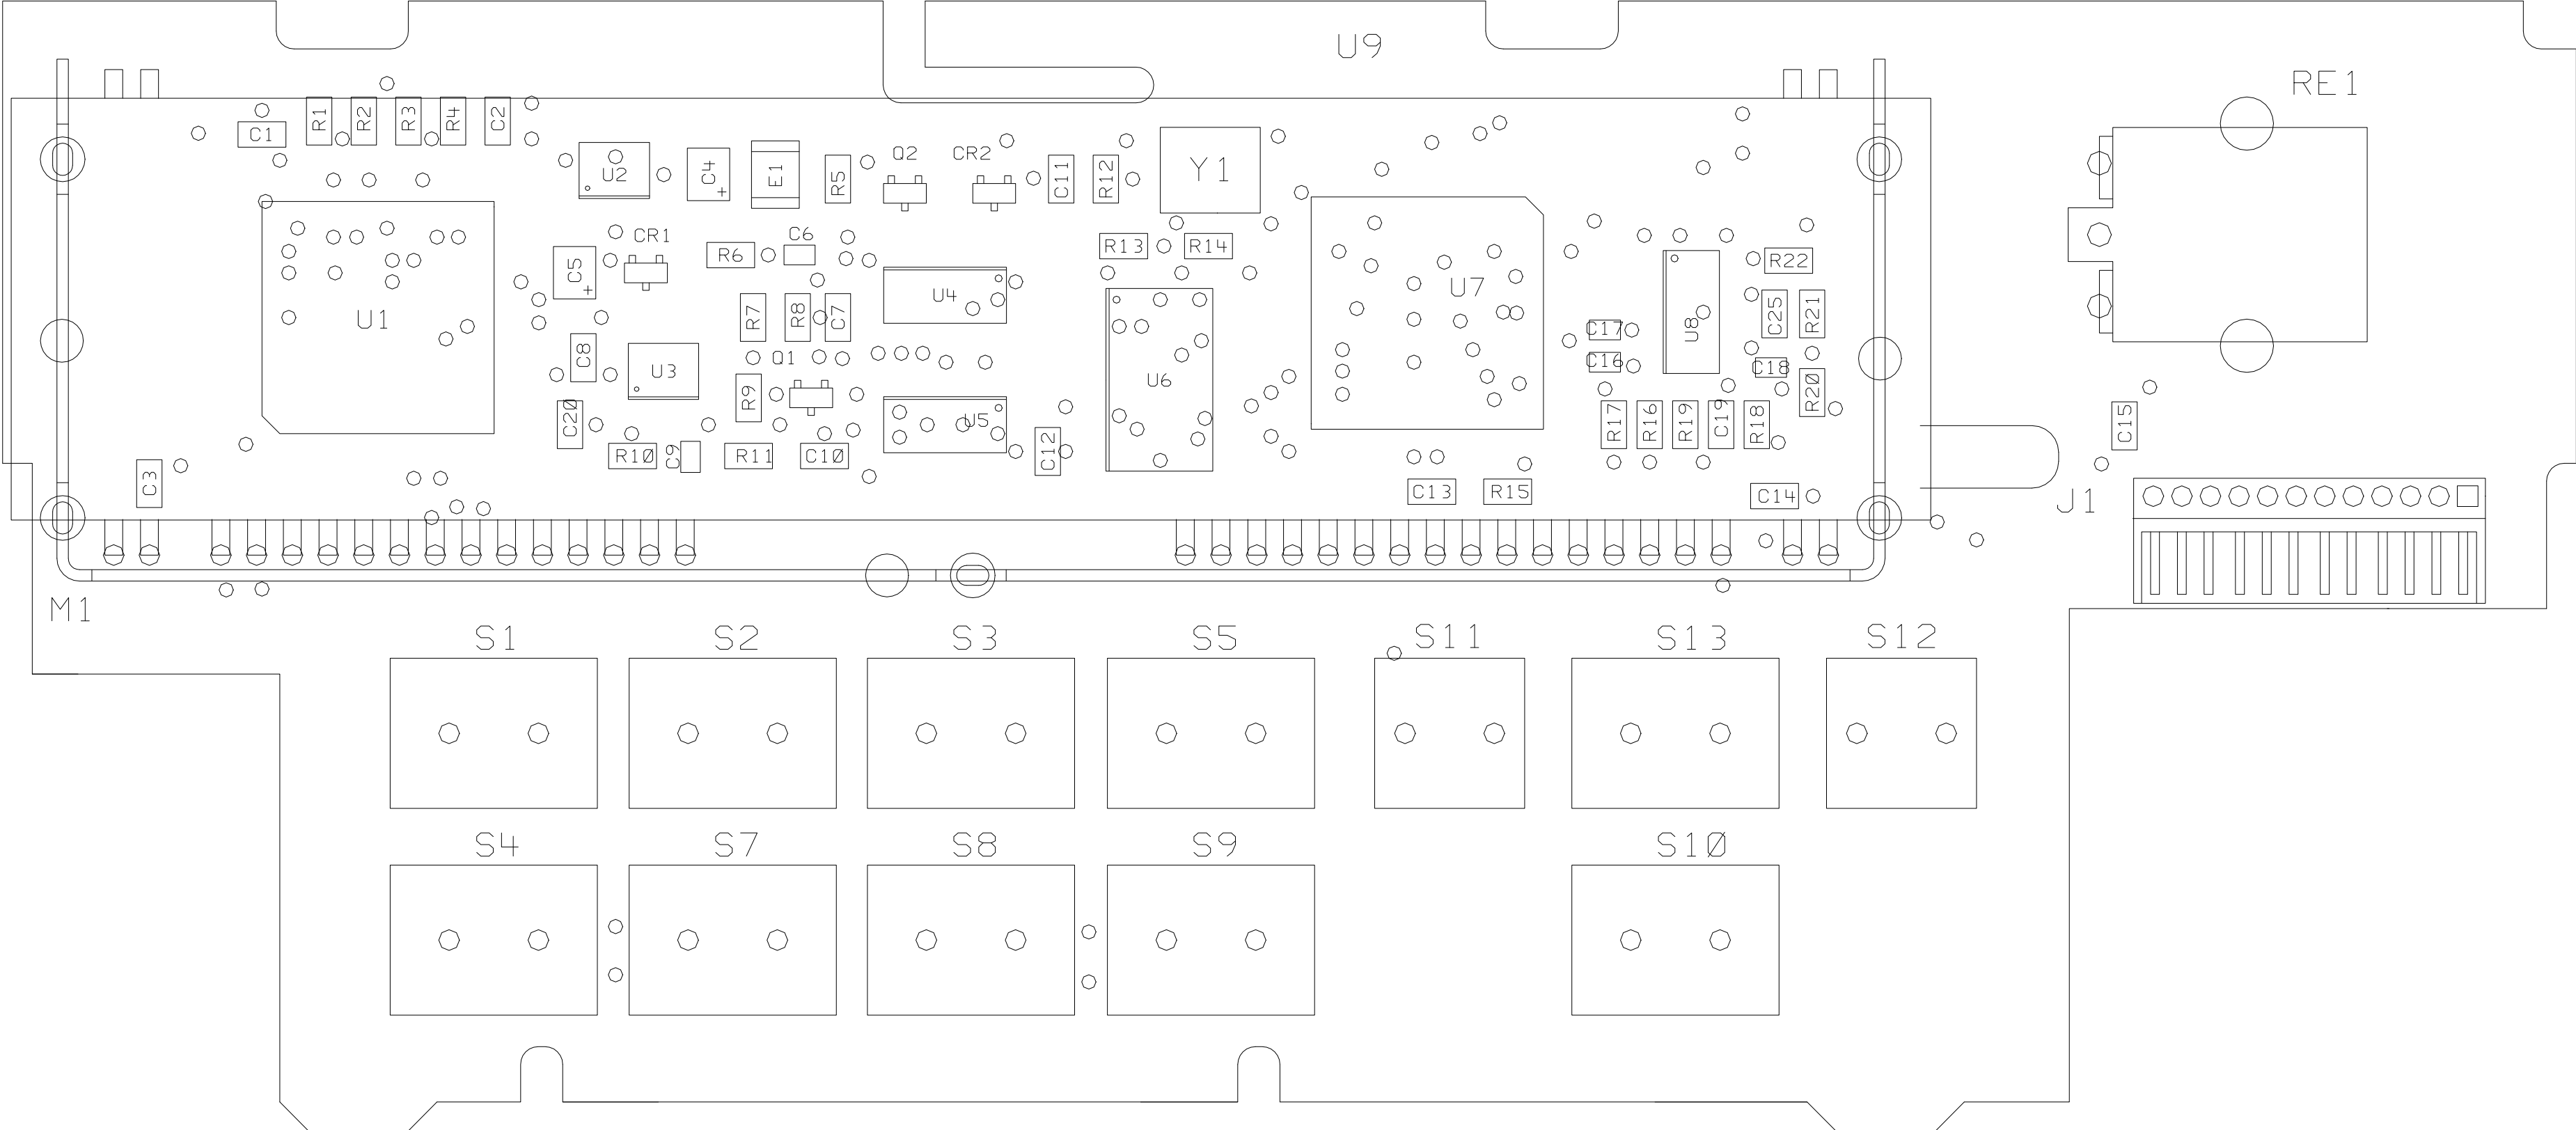 U9
RE1
R1
R2
R3
R4
C2
C1
Q2
CR2
U2
C4
+
E1
R5
C11
R12
Y1
CR1
C6
R6
R13
R14
R22
C5
+
U4
U7
U1
R7
R8
C7
C17
U8
C25
R21
C8
U3
Q1
U6
C16
C18
R9
R20
C20
U5
R17
R16
R19
C19
R18
C15
R10
C9
R11
C10
C12
C3
C13
R15
C14
J1
M1
S1
S2
S3
S5
S11
S13
S12
S4
S7
S8
S9
S10